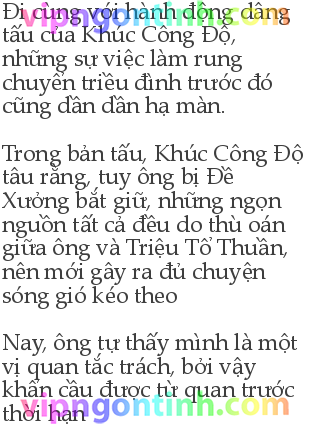 Đi cùng với hành động dâng
tấu của Khúc Công Độ,
những sự việc làm rung
chuyển triều đình trước đó
cũng dần dần hạ màn.
Trong bản tấu, Khúc Công Độ
tâu rằng, tuy ông bị Đề
Xưởng bắt giữ, những ngọn
nguồn tất cả đều do thù oán
giữa ông và Triệu Tổ Thuần,
nên mới gây ra đủ chuyện
sóng gió kéo theo
Nay, ông tự thấy mình là một
vị quan tắc trách, bởi vậy
khẩn cầu được từ quan trước
thời hạn
vipngontinh.com
vipngontinh.com